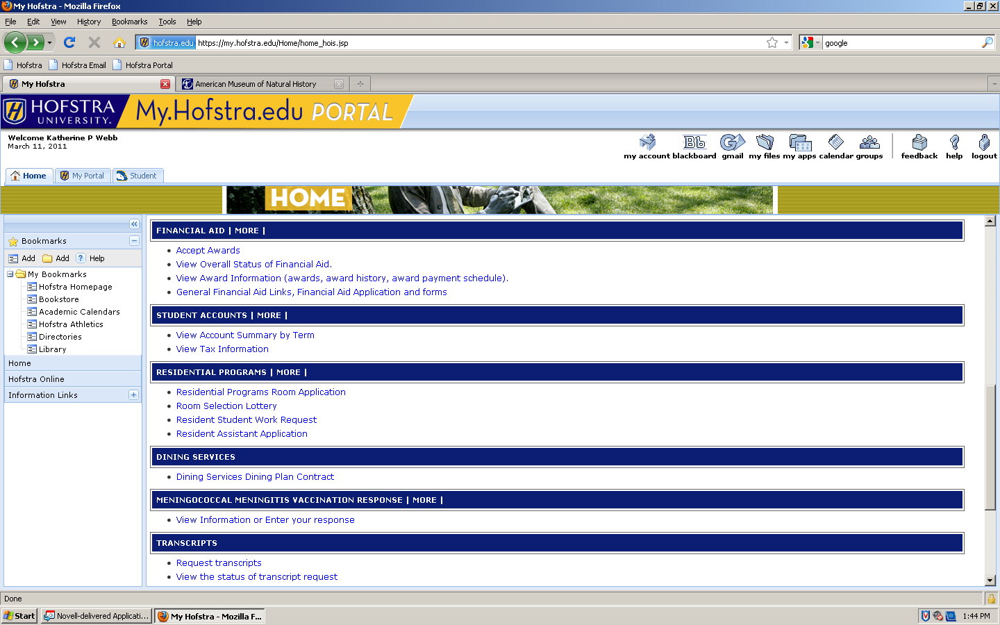 My Hofstra - Mozilla Firefox
File Edit View History Bookmarks Tools Help
hofstra.edu https://my.hofstra.edu/Home/home_hois.jsp google
Hofstra Hofstra Email Hofstra Portal
My Hofstra American Museum of Natural History
HOFSTRA UNIVERSITY. My.Hofstra.edu PORTAL
Welcome Katherine P Webb
March 11, 2011
Bb
my account blackboard gmail my files my apps calendar groups feedback help logout
Home My Portal Student
HOME
Bookmarks
Add Add Help
My Bookmarks
Hofstra Homepage
Bookstore
Academic Calendars
Hofstra Athletics
Directories
Library
Home
Hofstra Online
Information Links
FINANCIAL AID | MORE |
Accept Awards
View Overall Status of Financial Aid.
View Award Information (awards, award history, award payment schedule).
General Financial Aid Links, Financial Aid Application and forms
STUDENT ACCOUNTS | MORE |
View Account Summary by Term
View Tax Information
RESIDENTIAL PROGRAMS | MORE |
Residential Programs Room Application
Room Selection Lottery
Resident Student Work Request
Resident Assistant Application
DINING SERVICES
Dining Services Dining Plan Contract
MENINGOCOCCAL MENINGITIS VACCINATION RESPONSE | MORE |
View Information or Enter your response
TRANSCRIPTS
Request transcripts
View the status of transcript request
Done
Start Novell-delivered Applicati... My Hofstra - Mozilla F... 1:44 PM